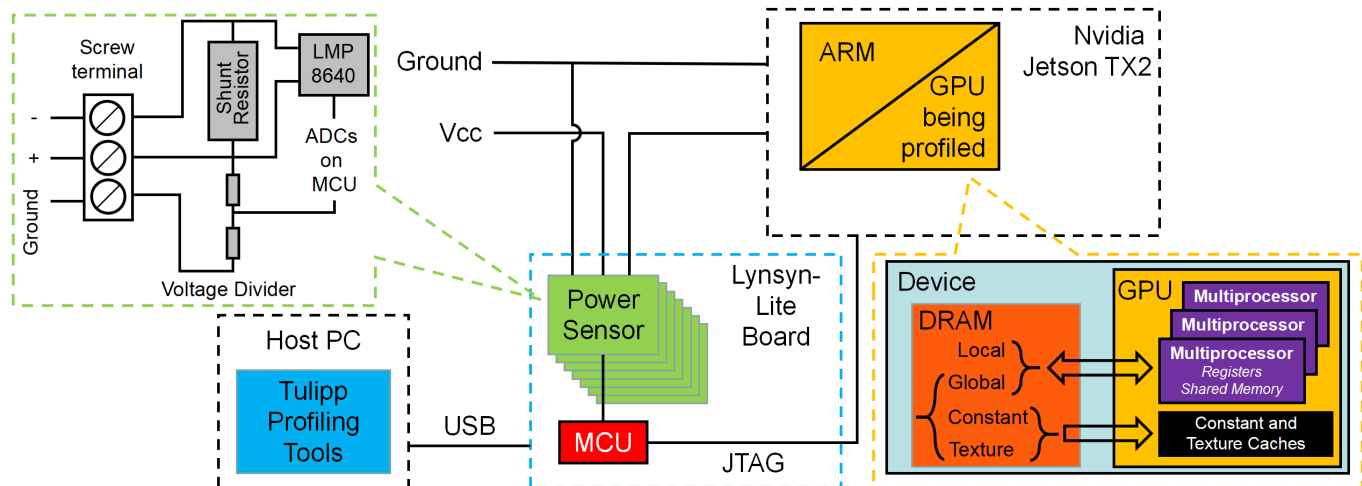 Screw
terminal
-
+
Ground
Shunt
Resistor
LMP
8640
ADCs
on
MCU
Voltage Divider
Ground
Vcc
ARM
GPU
being
profiled
Nvidia
Jetson TX2
Host PC
Tulipp
Profiling
Tools
USB
Power
Sensor
Lynsyn-
Lite
Board
MCU
JTAG
Device
DRAM
Local
Global
Constant
Texture
GPU
Multiprocessor
Multiprocessor
Multiprocessor
Registers
Shared Memory
Constant and
Texture Caches